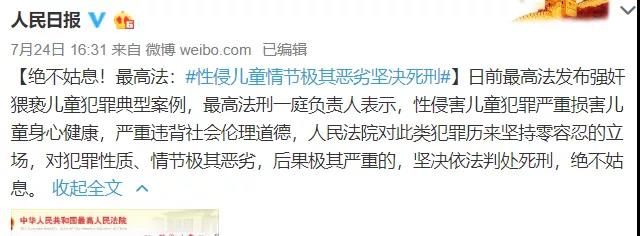 人民日报
7月24日 16:31 来自 微博 weibo.com 已编辑
【绝不姑息！最高法：#性侵儿童情节极其恶劣坚决死刑#】日前最高法发布强奸
猥亵儿童犯罪典型案例，最高法刑一庭负责人表示，性侵害儿童犯罪严重损害儿
童身心健康，严重违背社会伦理道德，人民法院对此类犯罪历来坚持零容忍的立
场，对犯罪性质、情节极其恶劣，后果极其严重的，坚决依法判处死刑，绝不姑
息。 收起全文
中华人民共和国最高人民法院